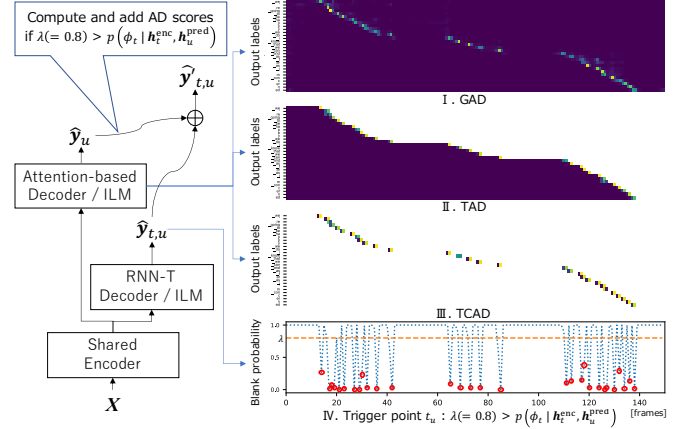 Compute and add AD scores
if λ(= 0.8) > p(ϕ_t | h_t^enc, h_u^pred)
ŷ'_{t,u}
ŷ_u
Attention-based
Decoder / ILM
ŷ_{t,u}
RNN-T
Decoder / ILM
Shared
Encoder
X
Output labels
Ⅰ. GAD
Output labels
Ⅱ. TAD
Output labels
Ⅲ. TCAD
Blank probability
1.0
λ
0.5
0.0
0 20 40 60 80 100 120 140 [frames]
Ⅳ. Trigger point t_u : λ(= 0.8) > p(ϕ_t | h_t^enc, h_u^pred)